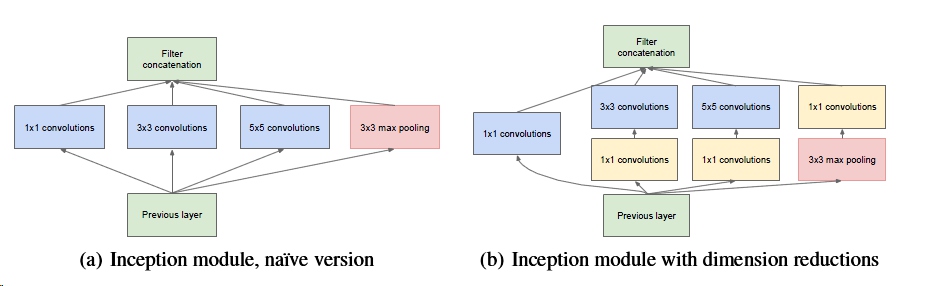 Filter
concatenation
1x1 convolutions
3x3 convolutions
5x5 convolutions
3x3 max pooling
Previous layer
(a) Inception module, naïve version
Filter
concatenation
3x3 convolutions
5x5 convolutions
1x1 convolutions
1x1 convolutions
1x1 convolutions
1x1 convolutions
3x3 max pooling
Previous layer
(b) Inception module with dimension reductions